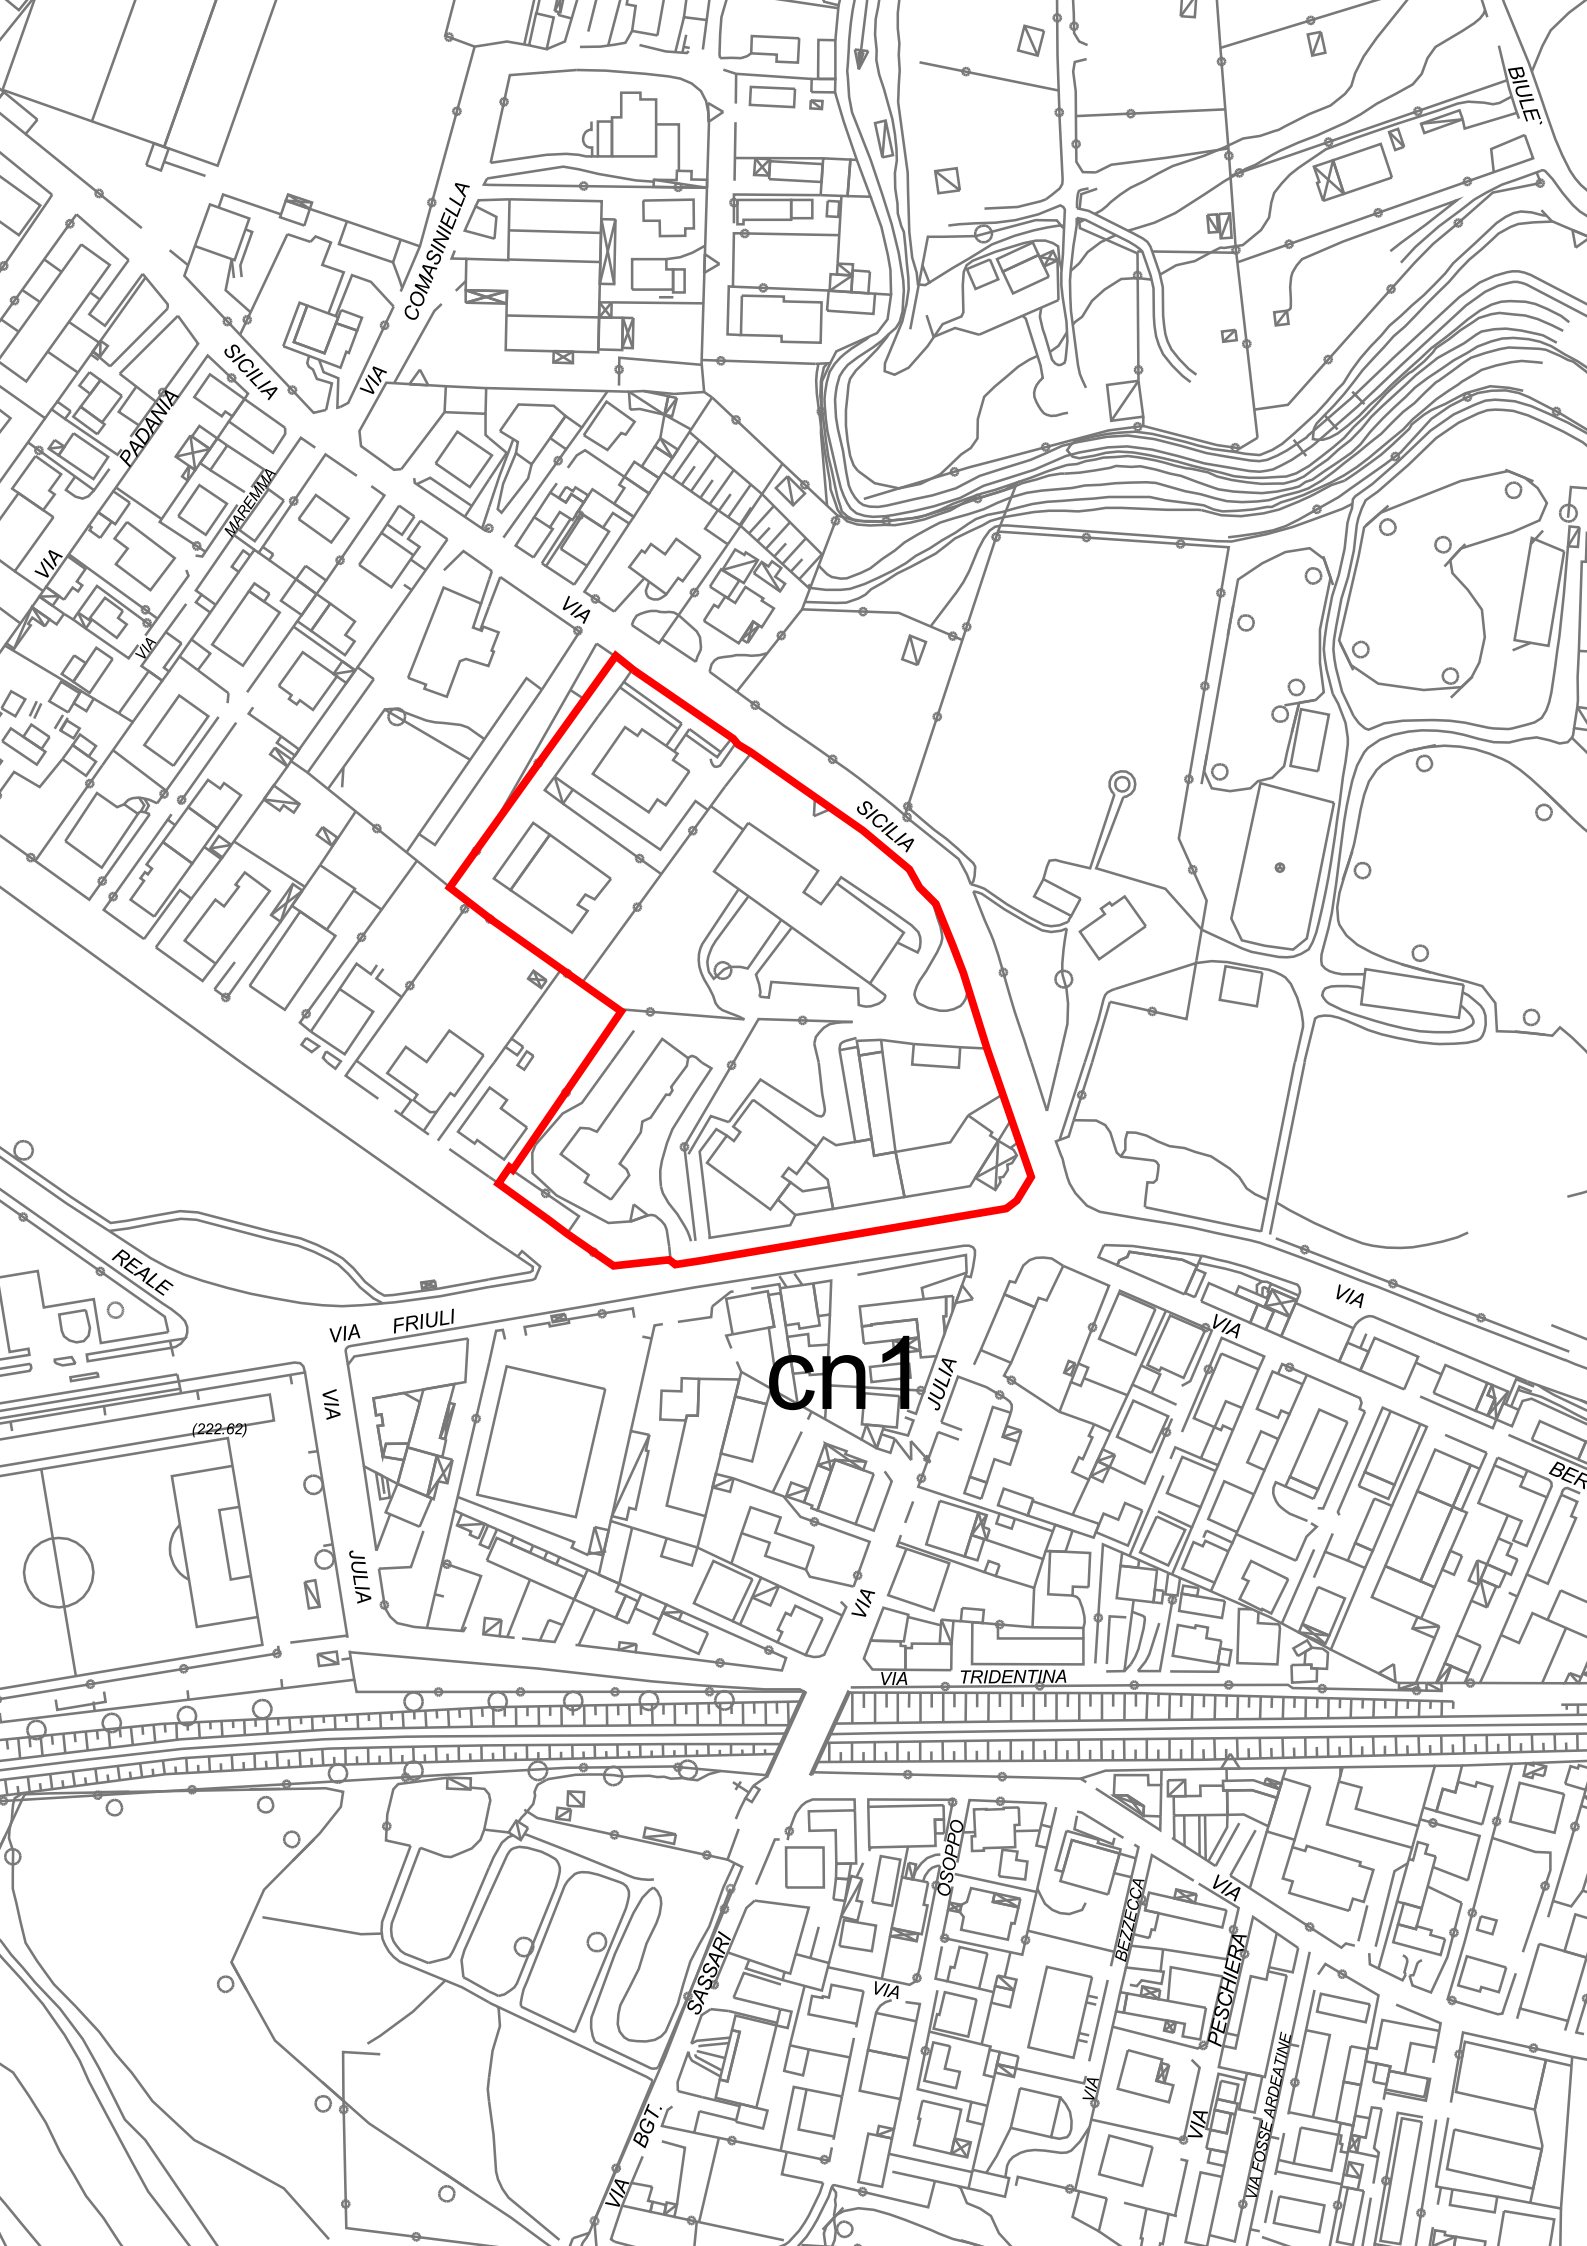 BIULE`
COMASINIELLA
VIA
SICILIA
PADANIA
MAREMMA
VIA
VIA
VIA
SICILIA
REALE
VIA FRIULI
VIA
JULIA
(222.62)
cn1
JULIA
VIA
VIA
VIA
BER
VIA TRIDENTINA
OSOPPO
VIA
BEZZECCA
VIA
VIA
PESCHIERA
VIA
VIA FOSSE ARDEATINE
SASSARI
BGT.
VIA